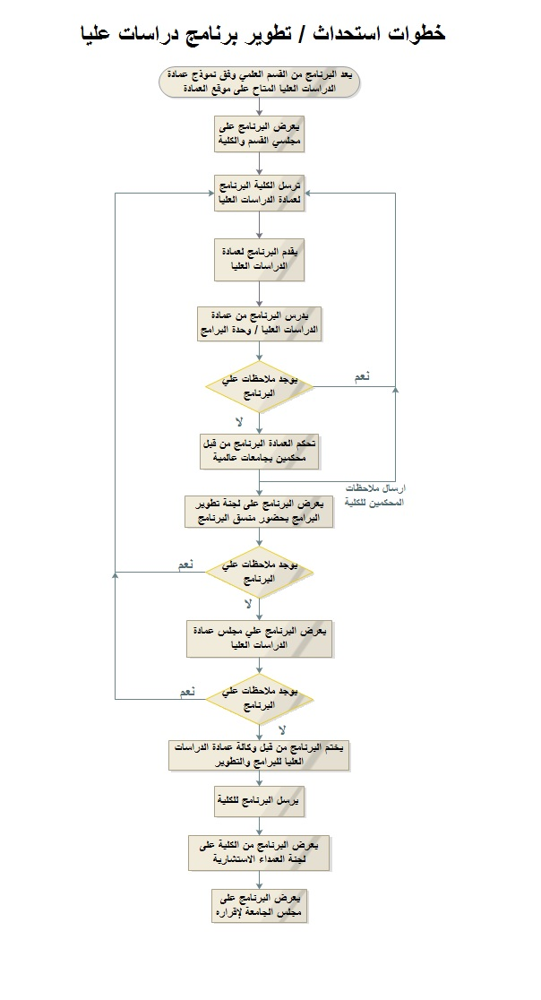 خطوات استحداث / تطوير برنامج دراسات عليا
يعد البرنامج من القسم العلمي وفق نموذج عمادة
الدراسات العليا المتاح على موقع العمادة
يعرض البرنامج على
مجلسي القسم والكلية
ترسل الكلية البرنامج
لعمادة الدراسات العليا
يقدم البرنامج لعمادة
الدراسات العليا
يدرس البرنامج من عمادة
الدراسات العليا / وحدة البرامج
يوجد ملاحظات علي
البرنامج
نعم
لا
تحكم العمادة البرنامج من قبل
محكمين بجامعات عالمية
ارسال ملاحظات
المحكمين للكلية
يعرض البرنامج على لجنة تطوير
البرامج بحضور منسق البرنامج
يوجد ملاحظات علي
البرنامج
نعم
لا
يعرض البرنامج علي مجلس عمادة
الدراسات العليا
يوجد ملاحظات علي
البرنامج
نعم
لا
يختم البرنامج من قبل وكالة عمادة الدراسات
العليا للبرامج والتطوير
يرسل البرنامج للكلية
يعرض البرنامج من الكلية على
لجنة العمداء الاستشارية
يعرض البرنامج على
مجلس الجامعة لإقراره